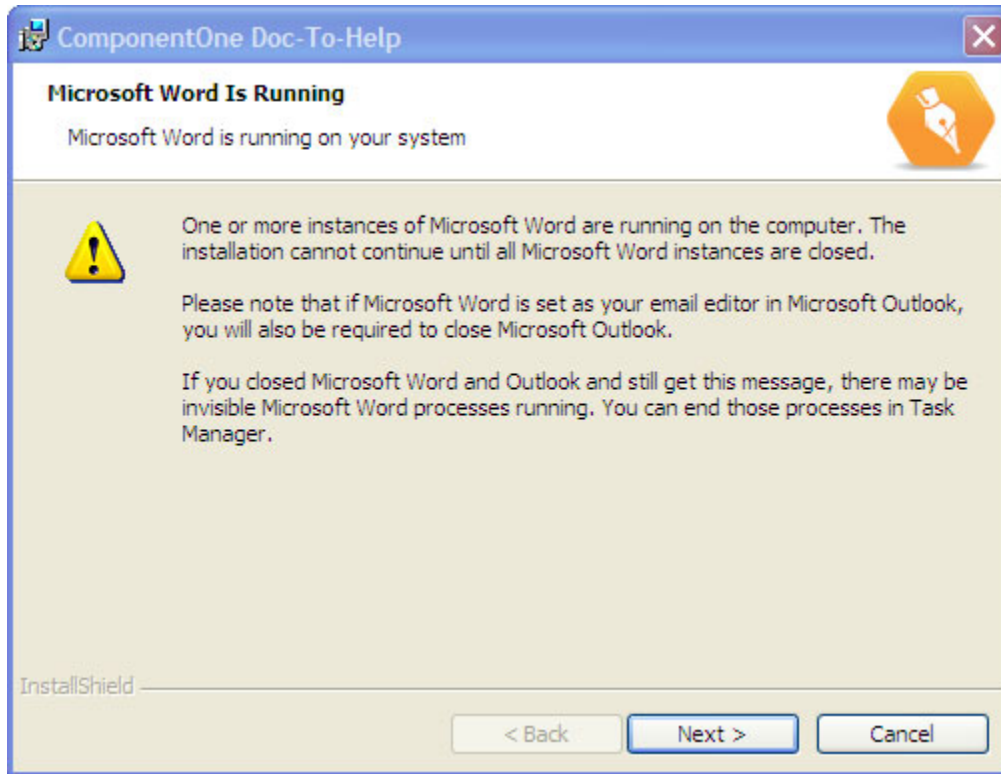 ComponentOne Doc-To-Help
Microsoft Word Is Running
Microsoft Word is running on your system
One or more instances of Microsoft Word are running on the computer. The
installation cannot continue until all Microsoft Word instances are closed.
Please note that if Microsoft Word is set as your email editor in Microsoft Outlook,
you will also be required to close Microsoft Outlook.
If you closed Microsoft Word and Outlook and still get this message, there may be
invisible Microsoft Word processes running. You can end those processes in Task
Manager.
InstallShield
< Back Next > Cancel